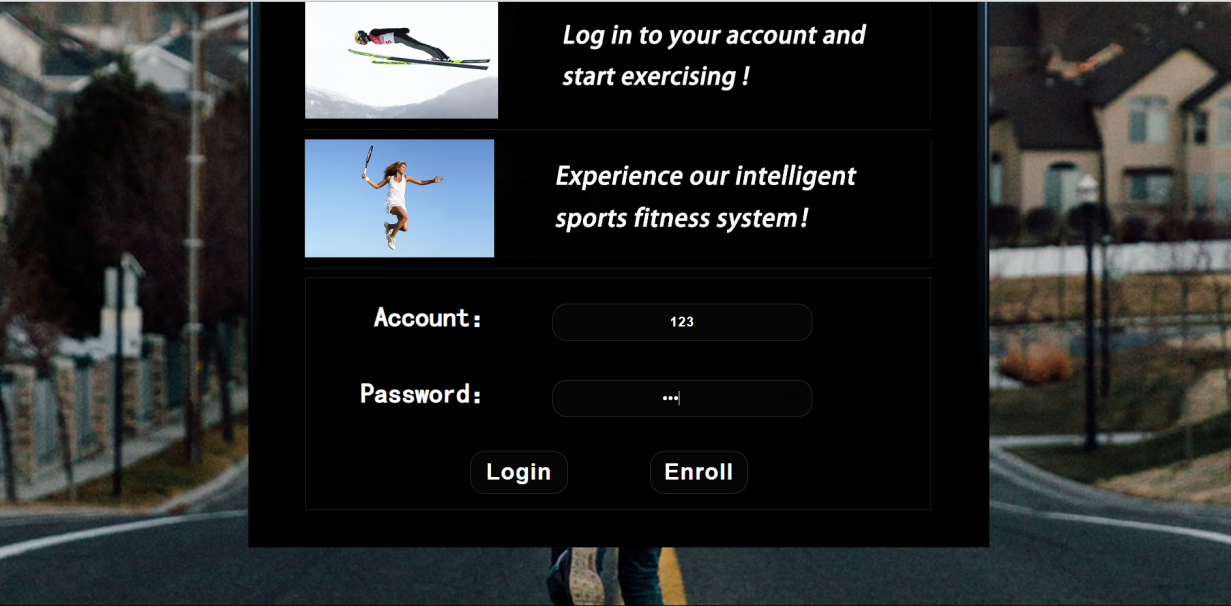 Log in to your account and
start exercising !
Experience our intelligent
sports fitness system!
Account:
123
Password:
•••
Login
Enroll